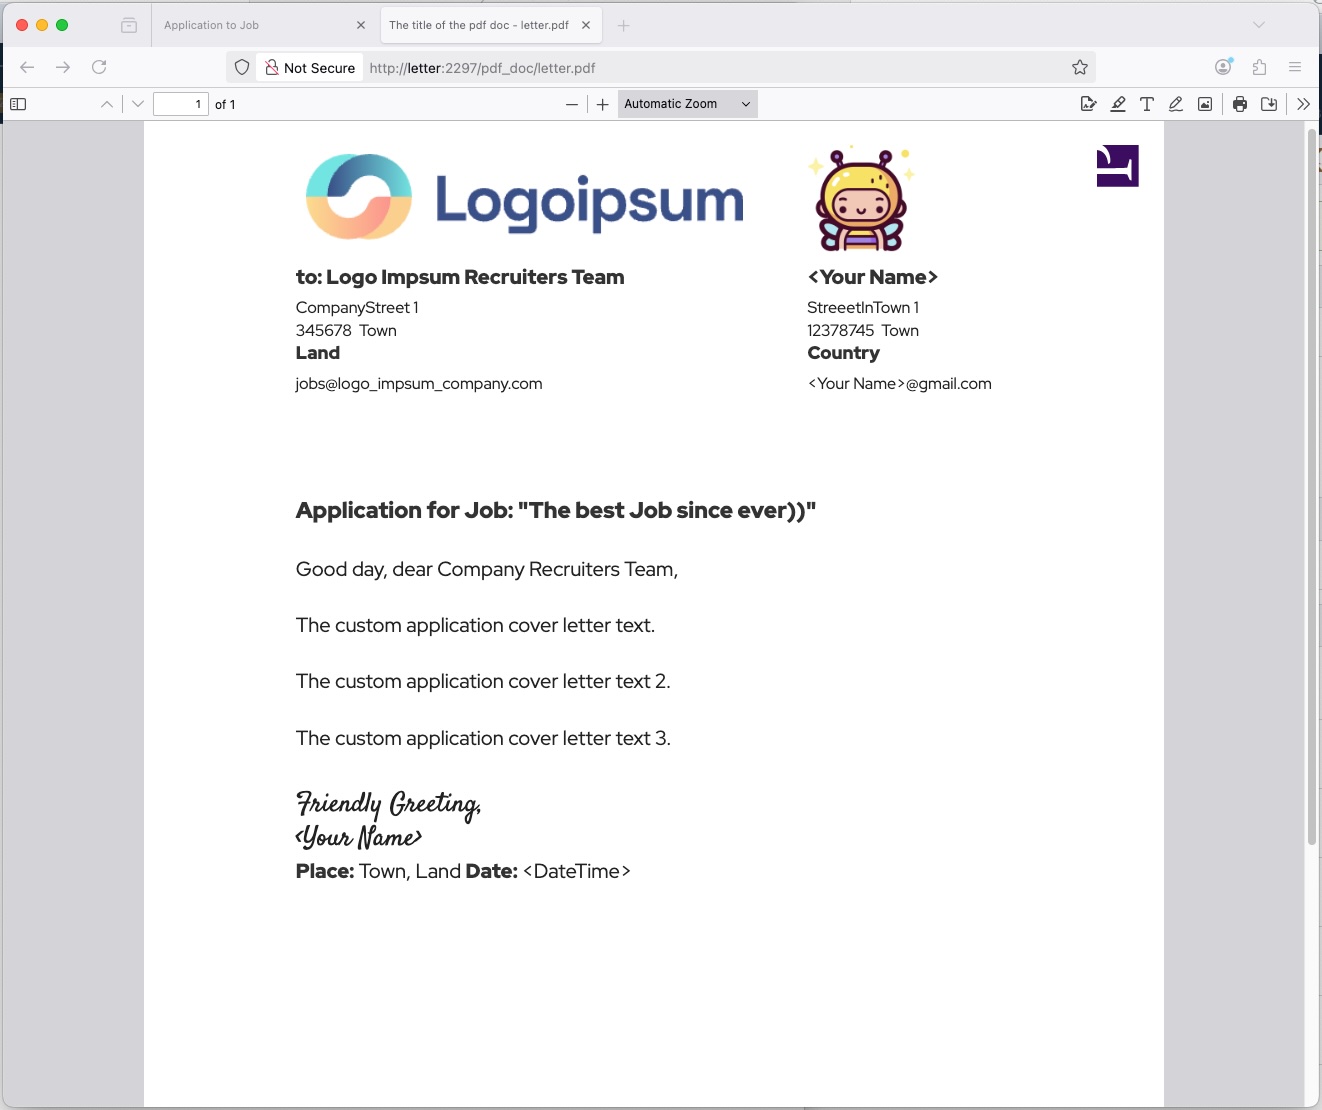 Application to Job
The title of the pdf doc - letter.pdf
Not Secure
http://letter:2297/pdf_doc/letter.pdf
1 of 1
Automatic Zoom
Logoipsum
to: Logo Impsum Recruiters Team
CompanyStreet 1
345678 Town
Land
jobs@logo_impsum_company.com
<Your Name>
StreeetInTown 1
12378745 Town
Country
<Your Name>@gmail.com
Application for Job: "The best Job since ever))"
Good day, dear Company Recruiters Team,
The custom application cover letter text.
The custom application cover letter text 2.
The custom application cover letter text 3.
Friendly Greeting,
<Your Name>
Place: Town, Land Date: <DateTime>